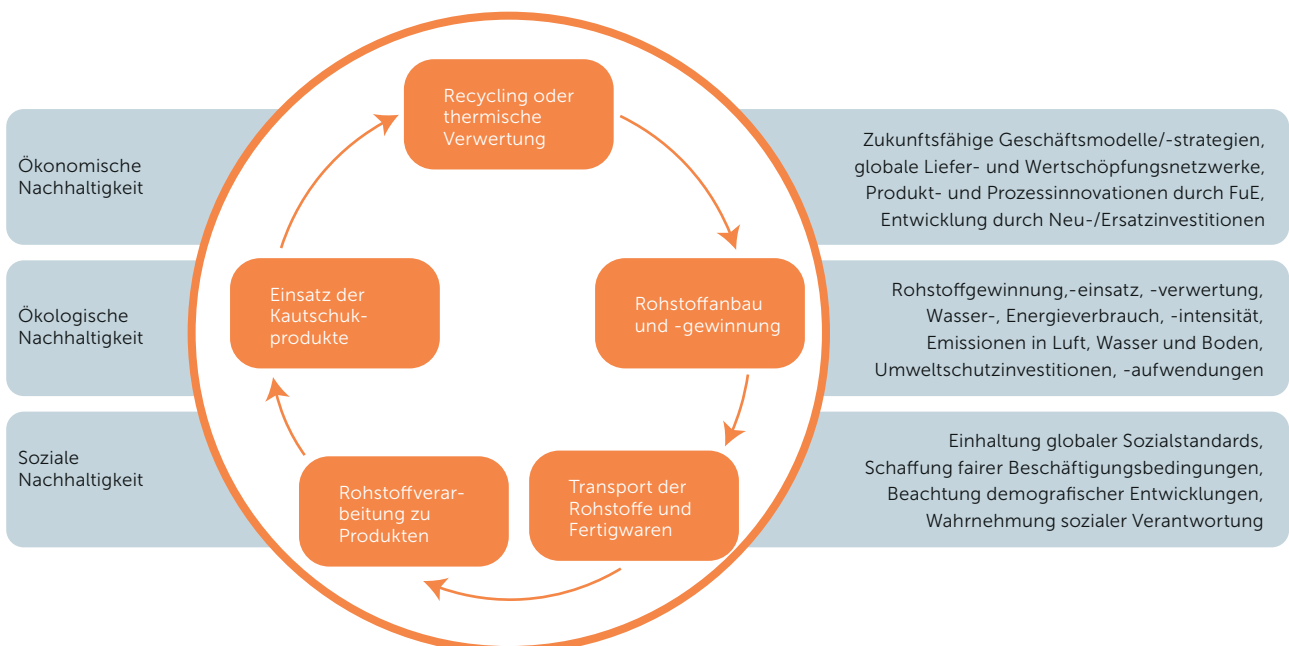 Recycling oder
thermische
Verwertung
Ökonomische
Nachhaltigkeit
Zukunftsfähige Geschäftsmodelle/-strategien,
globale Liefer- und Wertschöpfungsnetzwerke,
Produkt- und Prozessinnovationen durch FuE,
Entwicklung durch Neu-/Ersatzinvestitionen
Ökologische
Nachhaltigkeit
Einsatz der
Kautschuk-
produkte
Rohstoffanbau
und -gewinnung
Rohstoffgewinnung,-einsatz, -verwertung,
Wasser-, Energieverbrauch, -intensität,
Emissionen in Luft, Wasser und Boden,
Umweltschutzinvestitionen, -aufwendungen
Soziale
Nachhaltigkeit
Rohstoffverar-
beitung zu
Produkten
Transport der
Rohstoffe und
Fertigwaren
Einhaltung globaler Sozialstandards,
Schaffung fairer Beschäftigungsbedingungen,
Beachtung demografischer Entwicklungen,
Wahrnehmung sozialer Verantwortung